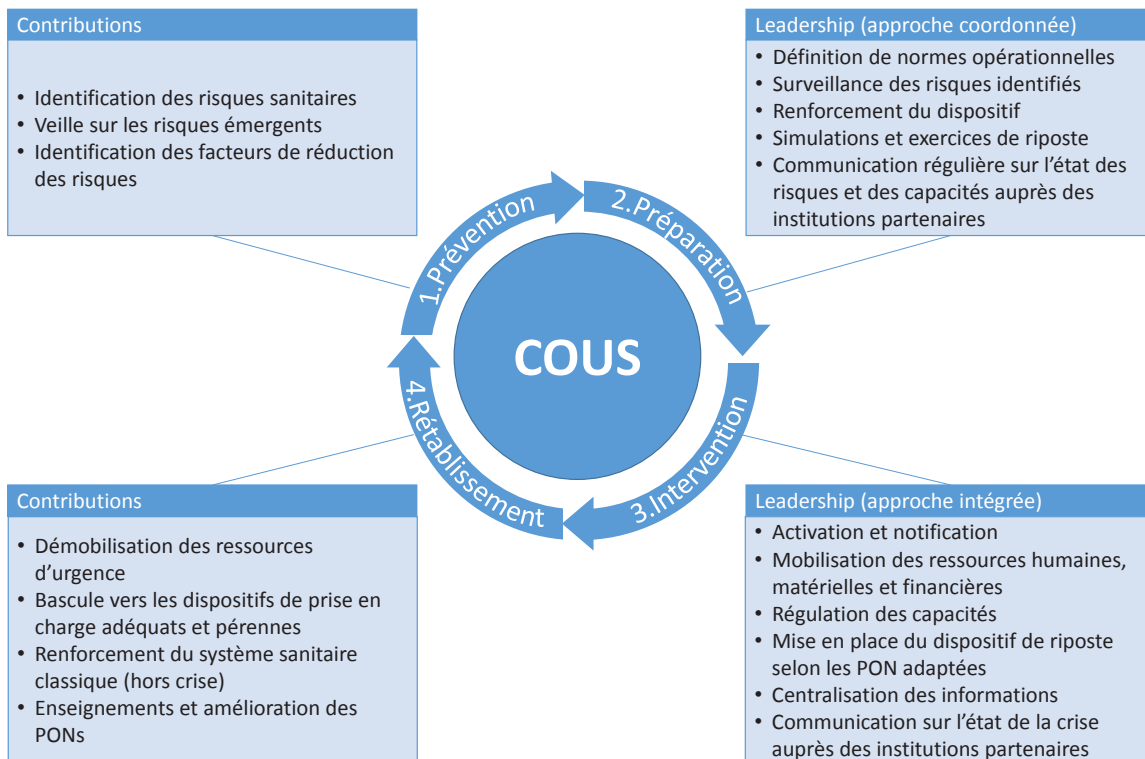 Contributions
• Identification des risques sanitaires
• Veille sur les risques émergents
• Identification des facteurs de réduction
des risques
Leadership (approche coordonnée)
• Définition de normes opérationnelles
• Surveillance des risques identifiés
• Renforcement du dispositif
• Simulations et exercices de riposte
• Communication régulière sur l’état des
risques et des capacités auprès des
institutions partenaires
1.Prévention
2.Préparation
COUS
4.Rétablissement
3.Intervention
Contributions
• Démobilisation des ressources
d’urgence
• Bascule vers les dispositifs de prise en
charge adéquats et pérennes
• Renforcement du système sanitaire
classique (hors crise)
• Enseignements et amélioration des
PONs
Leadership (approche intégrée)
• Activation et notification
• Mobilisation des ressources humaines,
matérielles et financières
• Régulation des capacités
• Mise en place du dispositif de riposte
selon les PON adaptées
• Centralisation des informations
• Communication sur l’état de la crise
auprès des institutions partenaires